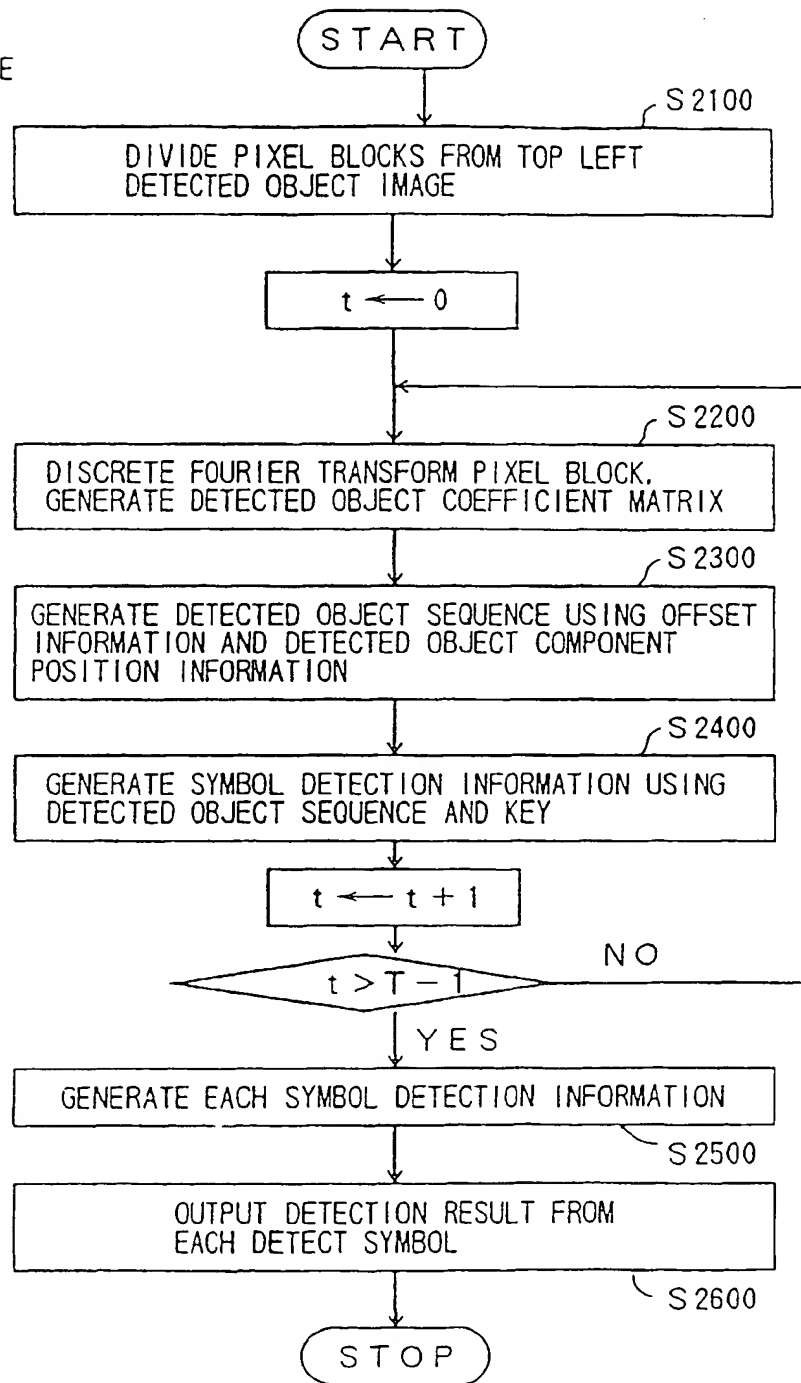 START
E
S2100
DIVIDE PIXEL BLOCKS FROM TOP LEFT
DETECTED OBJECT IMAGE
t ← 0
S2200
DISCRETE FOURIER TRANSFORM PIXEL BLOCK.
GENERATE DETECTED OBJECT COEFFICIENT MATRIX
S2300
GENERATE DETECTED OBJECT SEQUENCE USING OFFSET
INFORMATION AND DETECTED OBJECT COMPONENT
POSITION INFORMATION
S2400
GENERATE SYMBOL DETECTION INFORMATION USING
DETECTED OBJECT SEQUENCE AND KEY
t ← t + 1
NO
t > T - 1
YES
GENERATE EACH SYMBOL DETECTION INFORMATION
S2500
OUTPUT DETECTION RESULT FROM
EACH DETECT SYMBOL
S2600
STOP